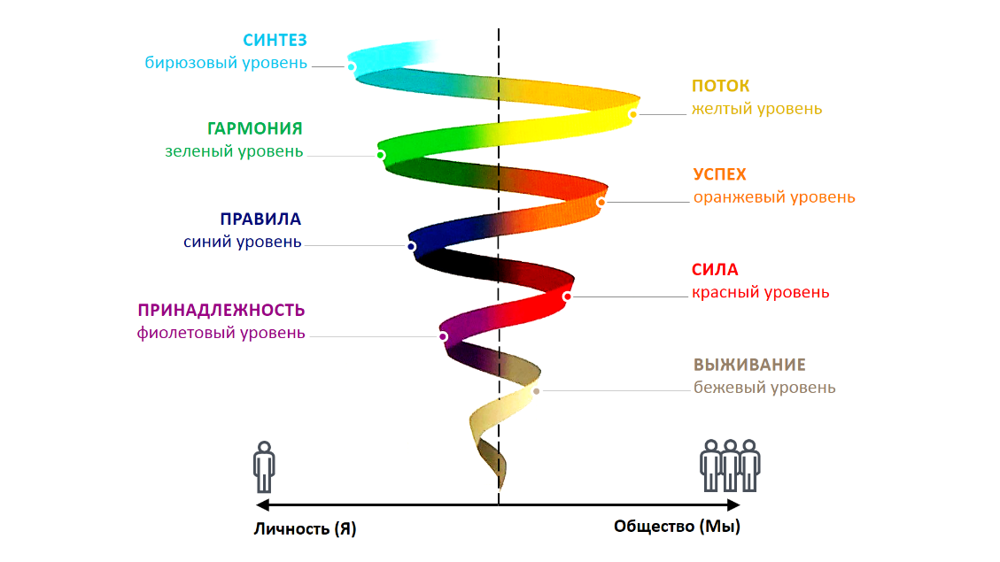 СИНТЕЗ
бирюзовый уровень
ПОТОК
желтый уровень
ГАРМОНИЯ
зеленый уровень
УСПЕХ
оранжевый уровень
ПРАВИЛА
синий уровень
СИЛА
красный уровень
ПРИНАДЛЕЖНОСТЬ
фиолетовый уровень
ВЫЖИВАНИЕ
бежевый уровень
Личность (Я)
Общество (Мы)